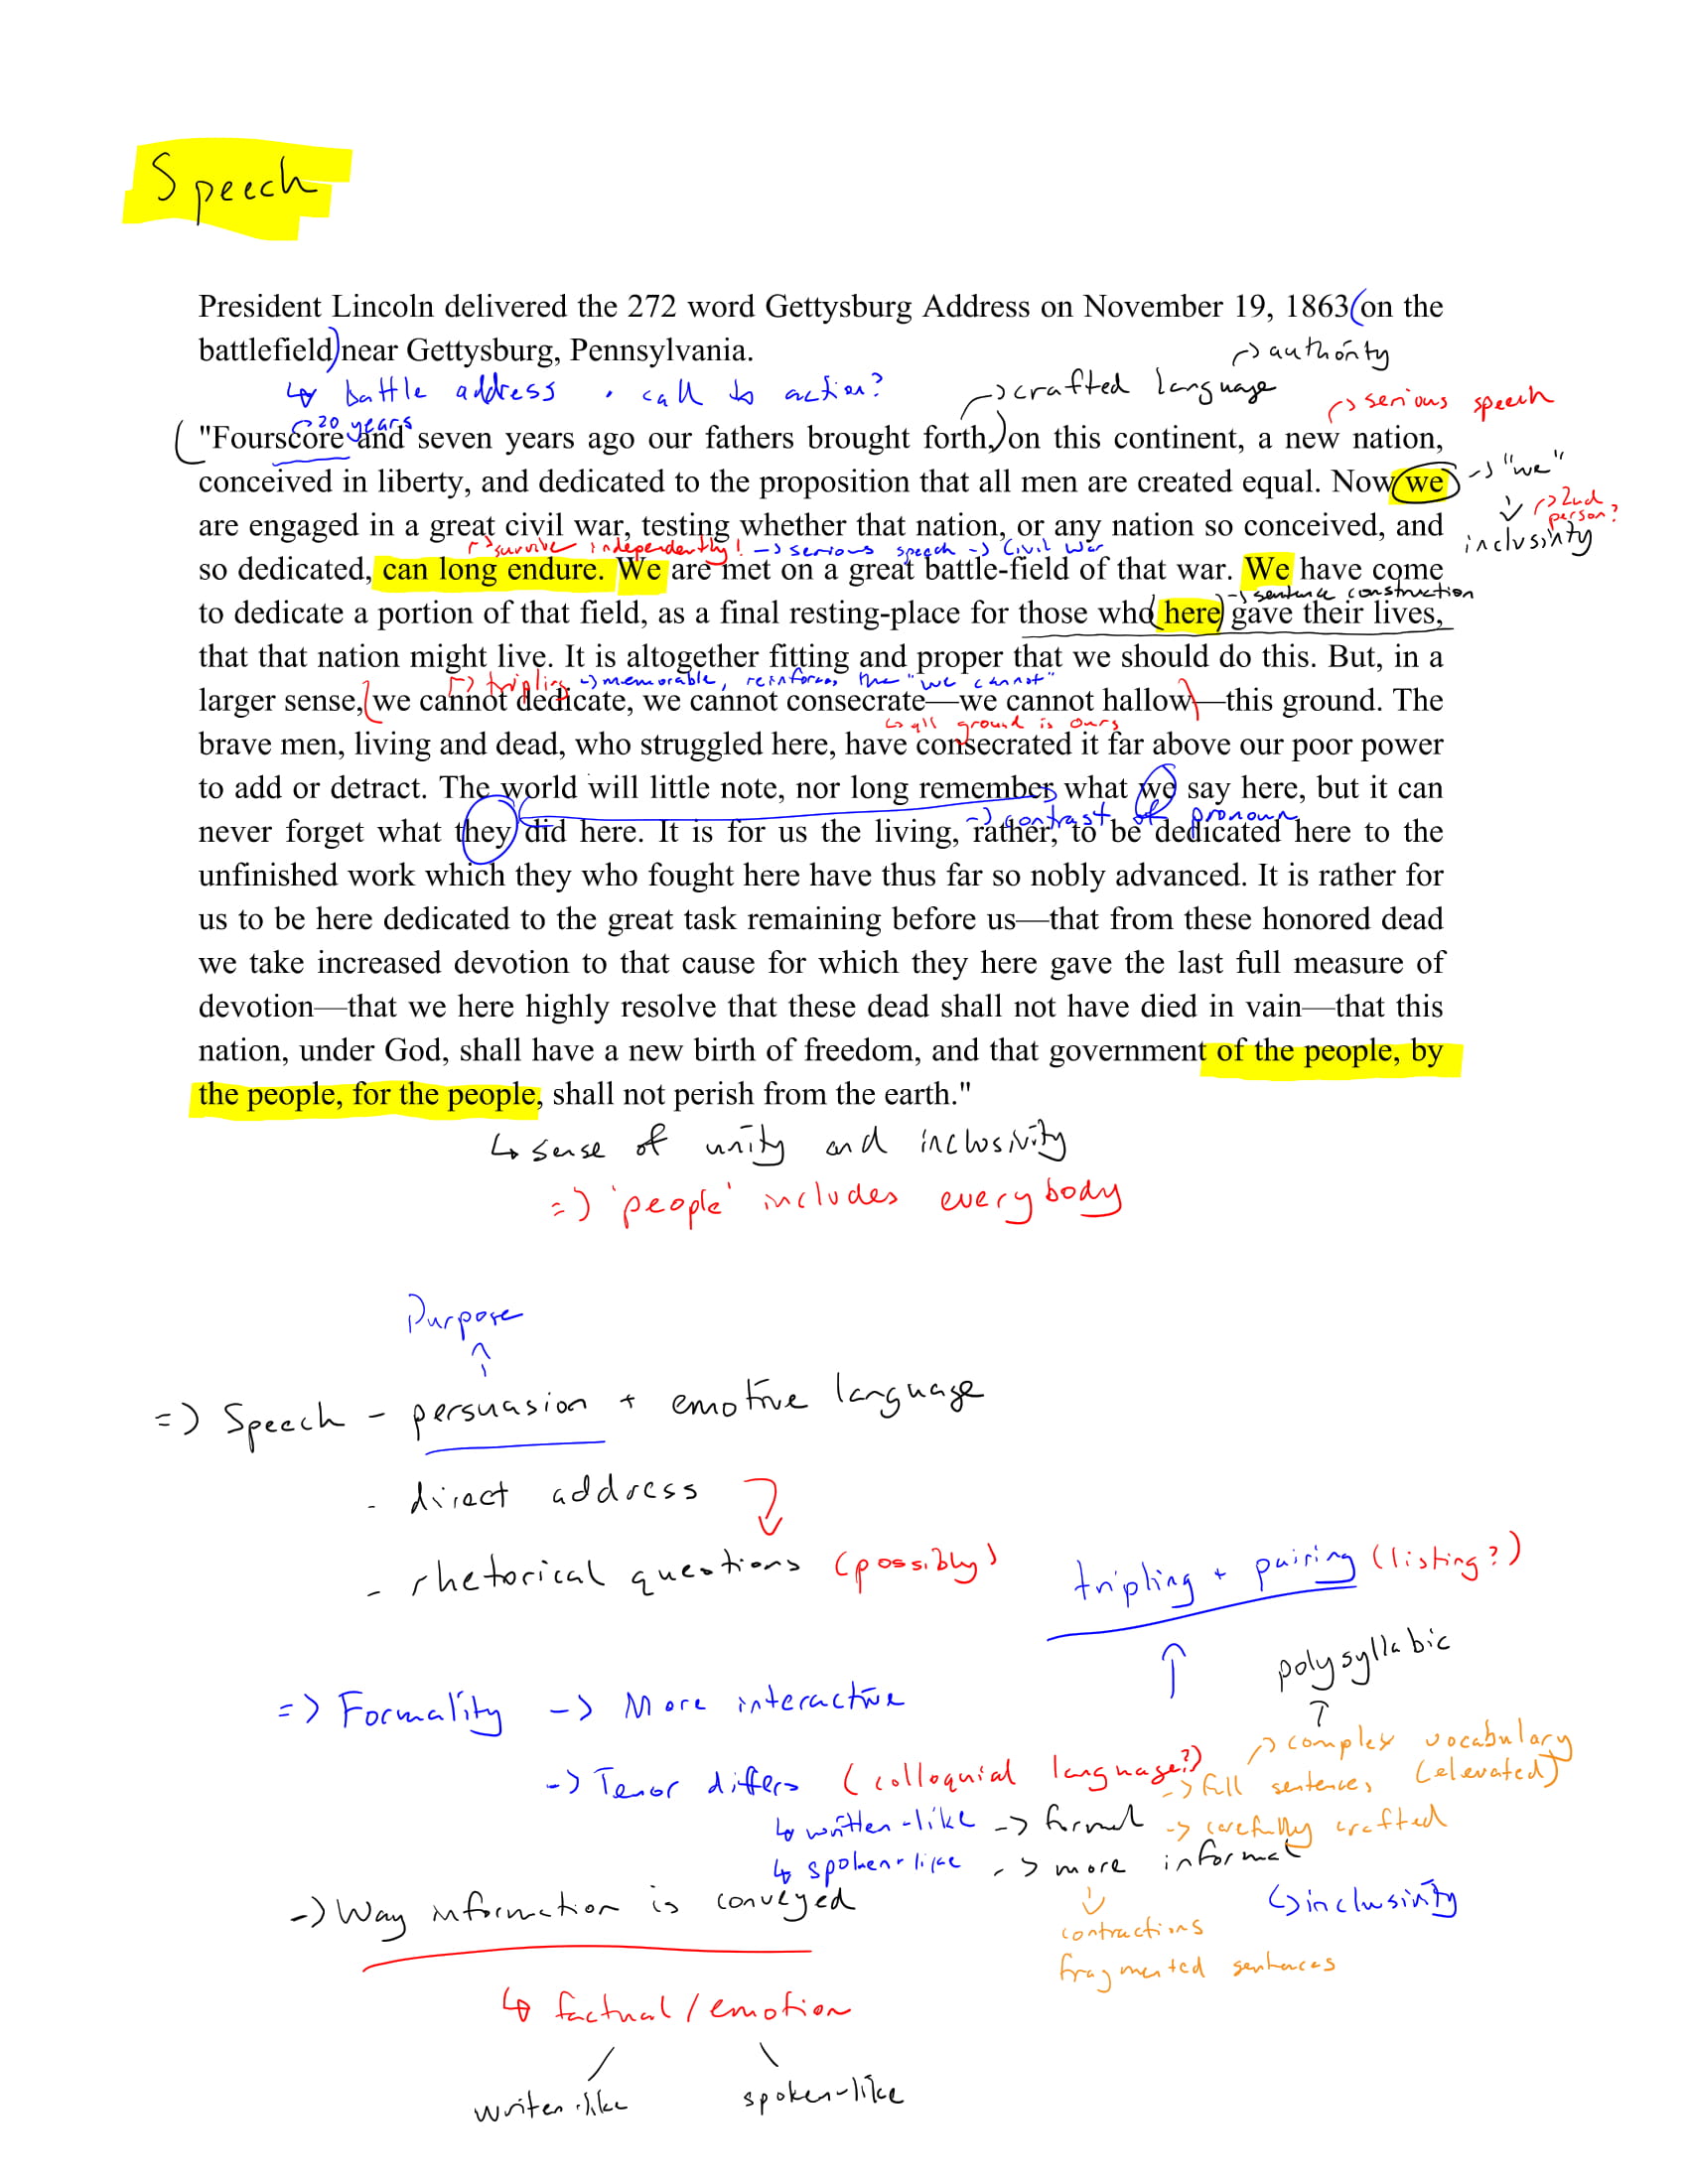 Speech
President Lincoln delivered the 272 word Gettysburg Address on November 19, 1863 (on the
battlefield) near Gettysburg, Pennsylvania.
↳ battle address • call to action?
→ authority
→ crafted language
→ serious speech
→ 20 years
("Fourscore and seven years ago our fathers brought forth,) on this continent, a new nation,
conceived in liberty, and dedicated to the proposition that all men are created equal. Now we
→ "we"
→ 2nd person?
inclusivity
are engaged in a great civil war, testing whether that nation, or any nation so conceived, and
→ survive independently! → serious speech → Civil War
so dedicated, can long endure. We are met on a great battle-field of that war. We have come
→ sentence construction
to dedicate a portion of that field, as a final resting-place for those who (here) gave their lives,
that that nation might live. It is altogether fitting and proper that we should do this. But, in a
→ tripling → memorable, reinforces the "we cannot"
larger sense, (we cannot dedicate, we cannot consecrate—we cannot hallow)—this ground. The
↳ all ground is ours
brave men, living and dead, who struggled here, have consecrated it far above our poor power
to add or detract. The world will little note, nor long remember what we say here, but it can
→ contrast of pronoun
never forget what they did here. It is for us the living, rather, to be dedicated here to the
unfinished work which they who fought here have thus far so nobly advanced. It is rather for
us to be here dedicated to the great task remaining before us—that from these honored dead
we take increased devotion to that cause for which they here gave the last full measure of
devotion—that we here highly resolve that these dead shall not have died in vain—that this
nation, under God, shall have a new birth of freedom, and that government of the people, by
the people, for the people, shall not perish from the earth."
↳ sense of unity and inclusivity
=> 'people' includes everybody
Purpose
=> Speech - persuasion + emotive language
- direct address
- rhetorical questions (possibly)
tripling + pairing (listing?)
polysyllabic
=> Formality -> More interactive
-> complex vocabulary
(elevated)
-> Tenor differs (colloquial language?)
-> full sentences
↳ written-like -> formal -> carefully crafted
↳ spoken-like -> more informal
↳ inclusivity
contractions
fragmented sentences
-> Way information is conveyed
↳ factual/emotion
written-like
spoken-like